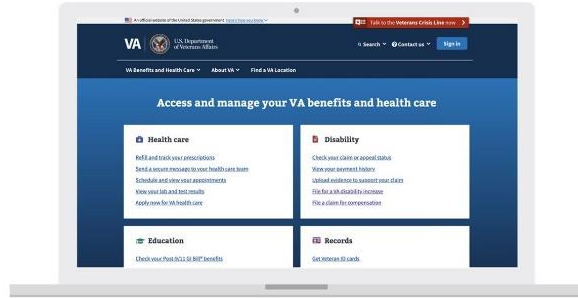 An official website of the United States government. Here's how you know
Talk to the Veterans Crisis Line now
VA
U.S. Department
of Veterans Affairs
Search
Contact us
Sign in
VA Benefits and Health Care
About VA
Find a VA Location
Access and manage your VA benefits and health care
Health care
Refill and track your prescriptions
Send a secure message to your health care team
Schedule and view your appointments
View your lab and test results
Apply now for VA health care
Disability
Check your claim or appeal status
View your payment history
Upload evidence to support your claim
File for a VA disability increase
File a claim for compensation
Education
Check your Post-9/11 GI Bill® benefits
Records
Get Veteran ID cards